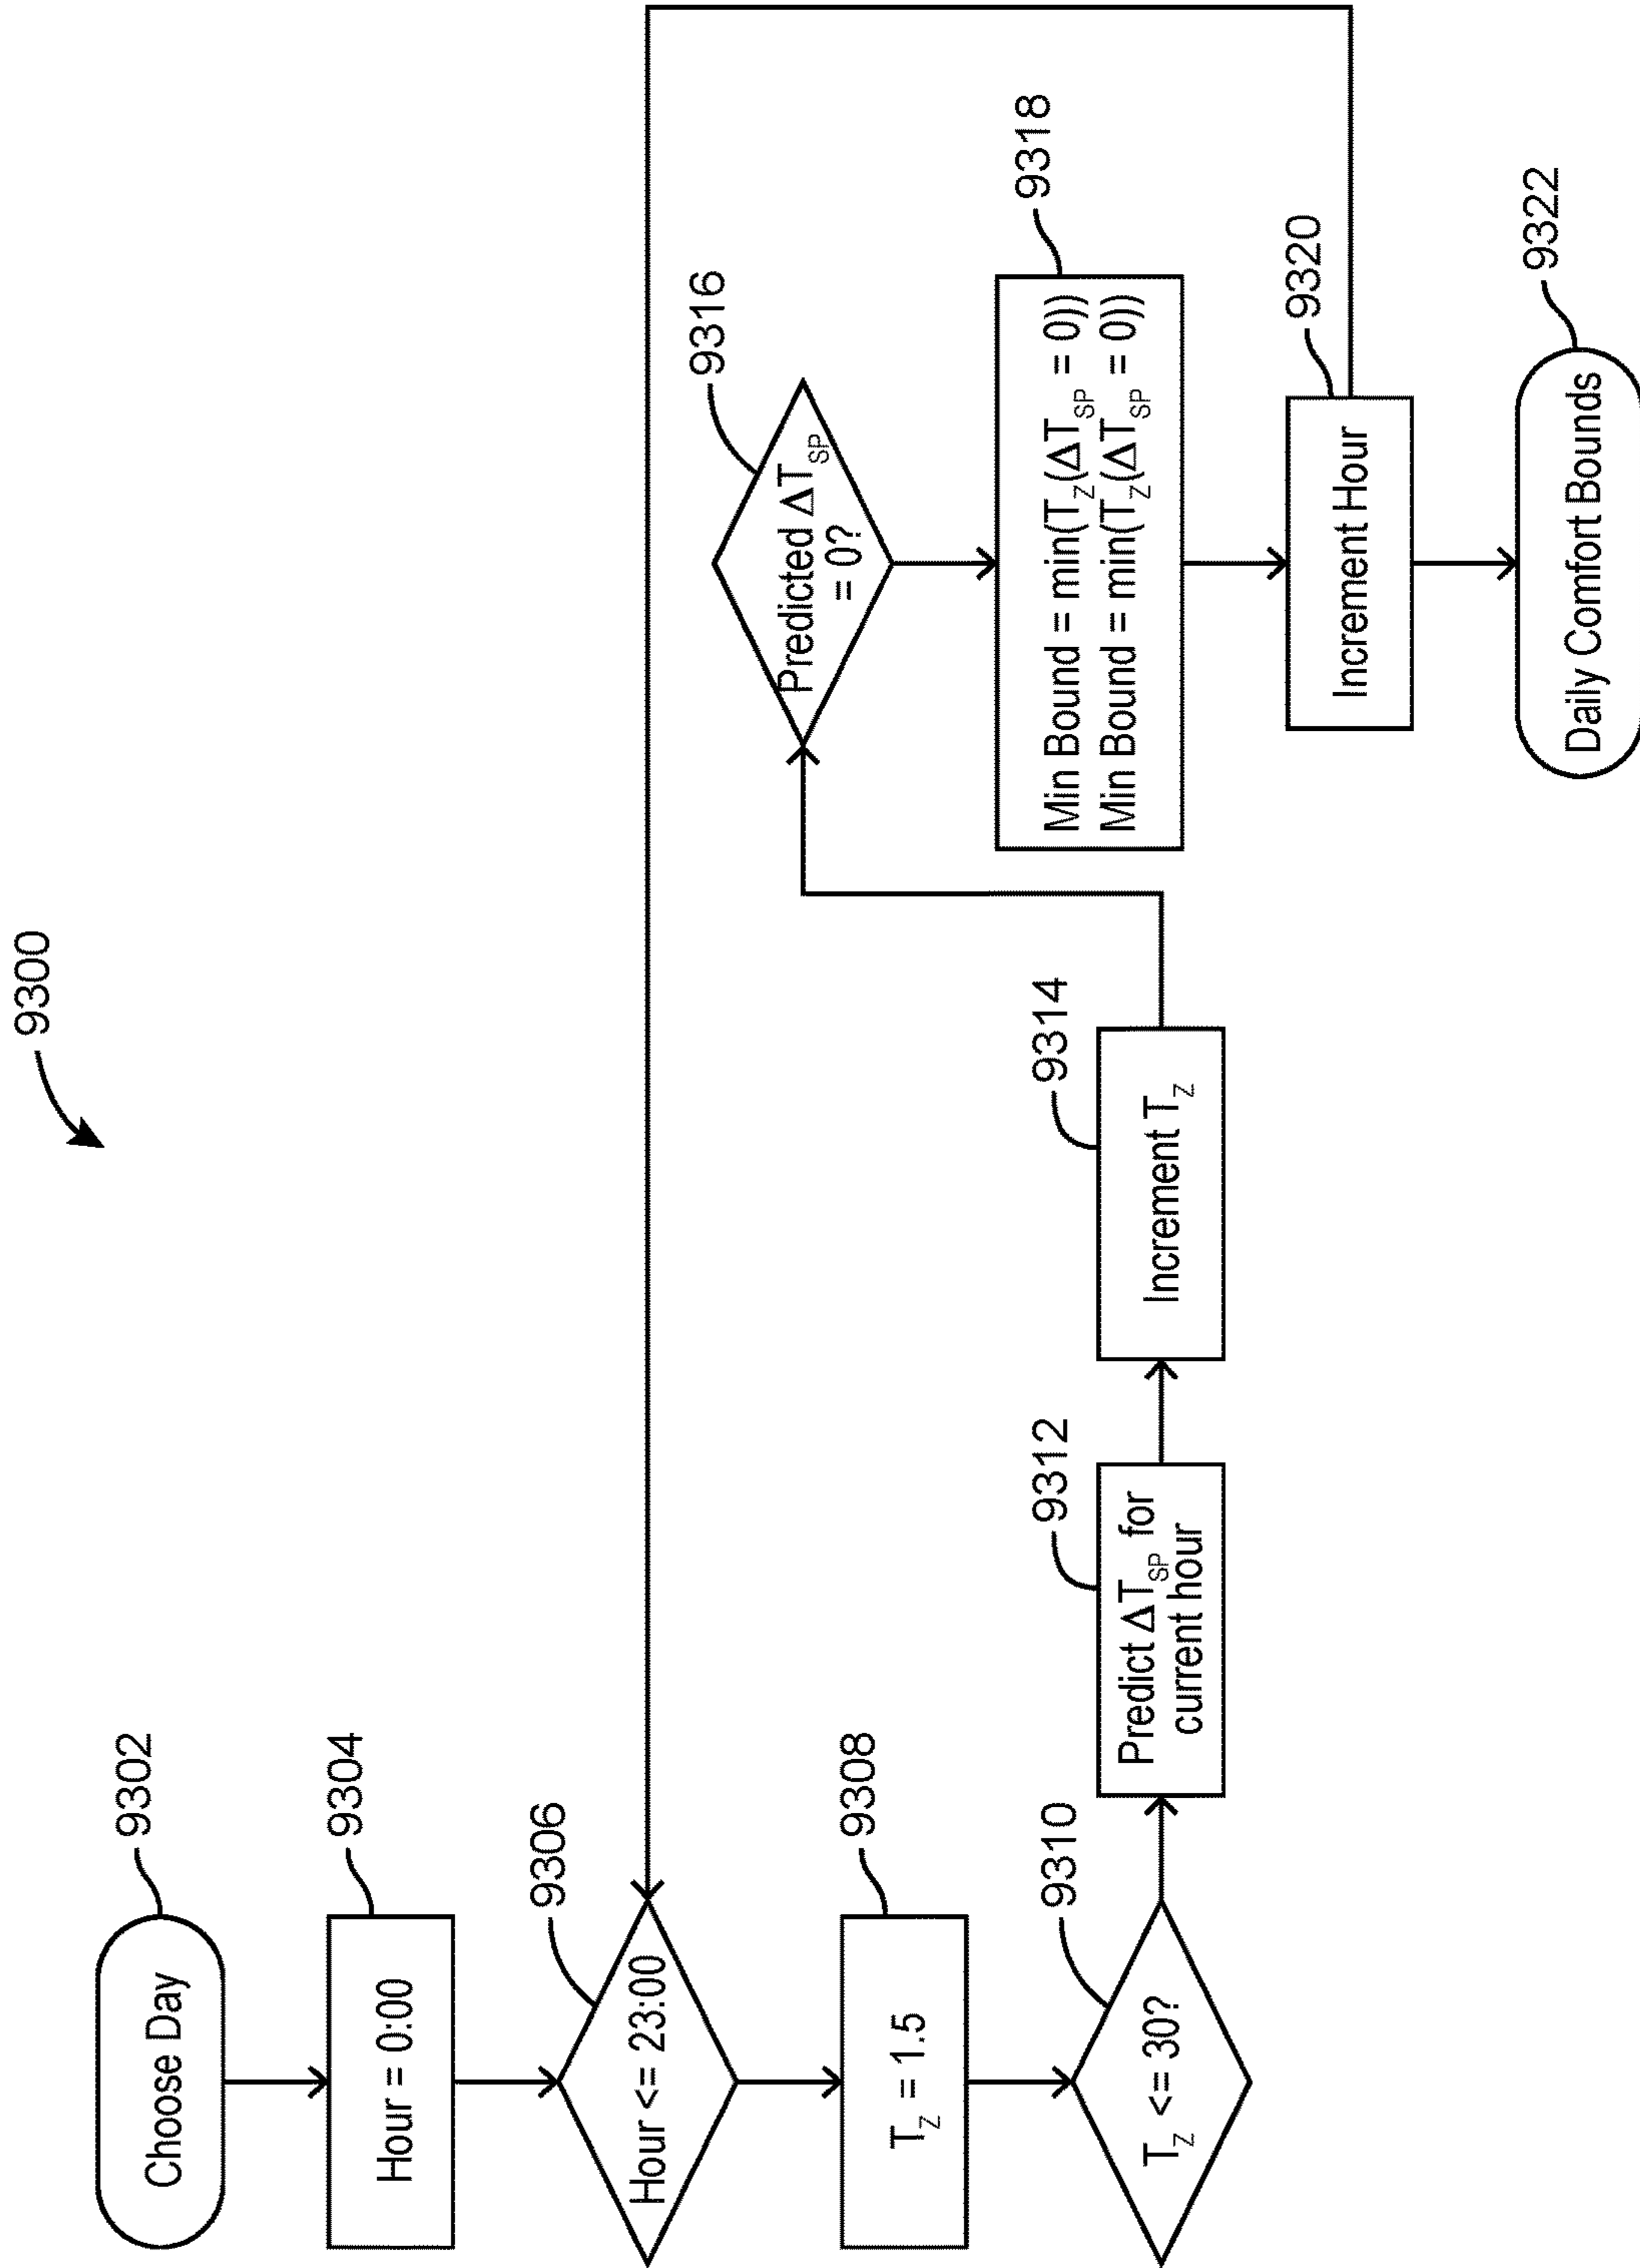 9300
Choose Day
9302
Hour = 0:00
9304
Hour <= 23:00
9306
T_Z = 1.5
9308
T_Z <= 30?
9310
Predict ΔT_SP for
current hour
9312
Increment T_Z
9314
Predicted ΔT_SP
= 0?
9316
Min Bound = min(T_Z(ΔT_SP = 0))
Min Bound = min(T_Z(ΔT_SP = 0))
9318
Increment Hour
9320
Daily Comfort Bounds
9322